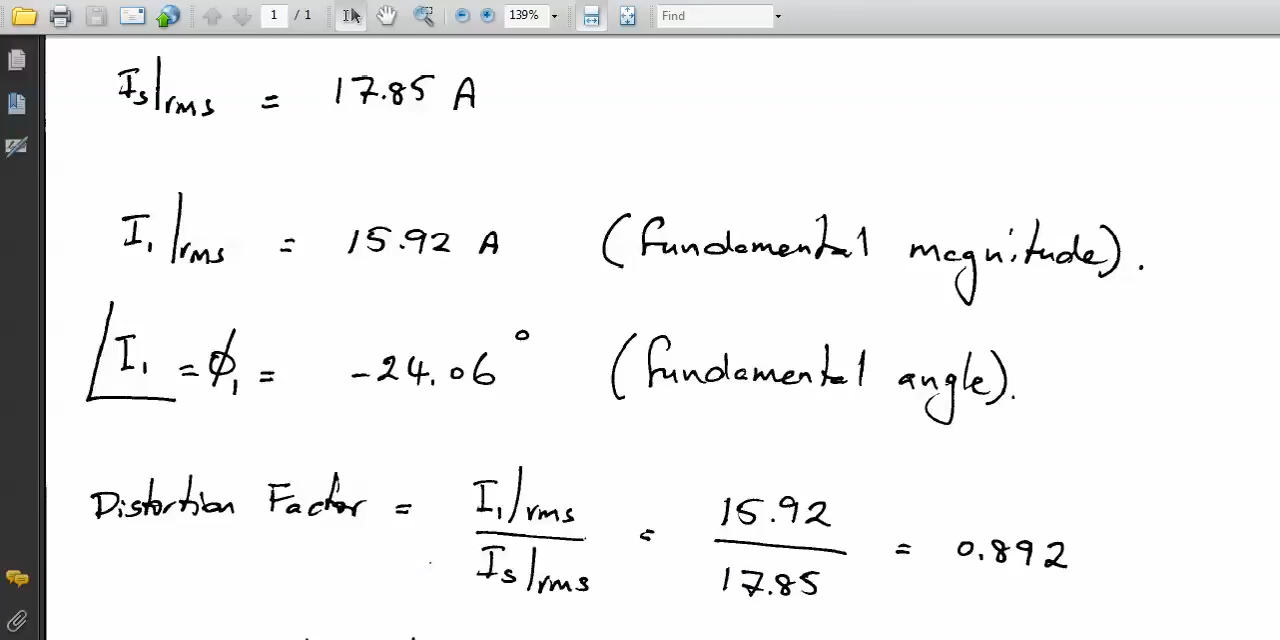 1 / 1 139% Find
Is|rms = 17.85 A
I₁|rms = 15.92 A (fundamental magnitude).
∠I₁ = ϕ₁ = -24.06° (fundamental angle).
Distortion Factor = I₁|rms / Is|rms = 15.92 / 17.85 = 0.892